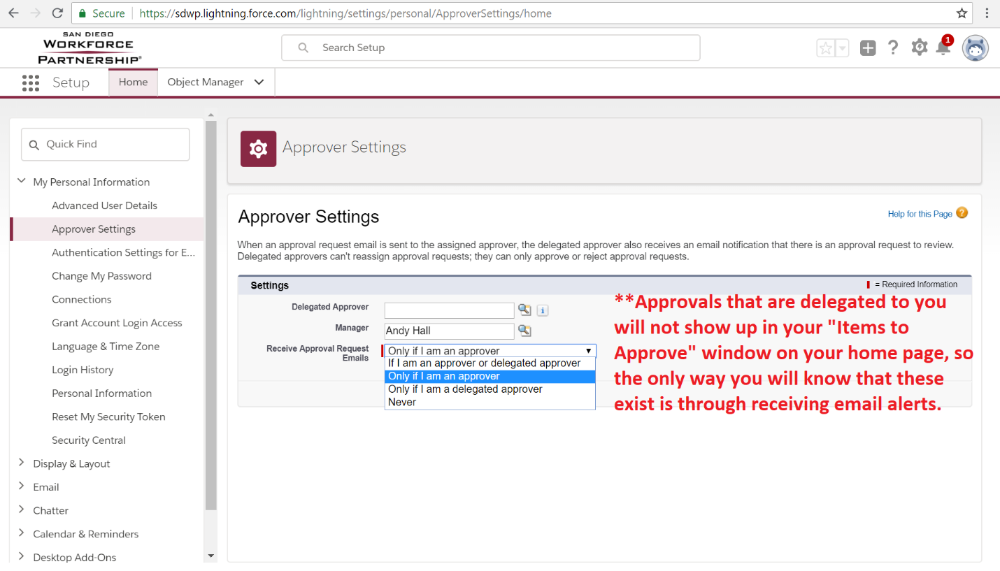 Secure
https://sdwp.lightning.force.com/lightning/settings/personal/ApproverSettings/home
SAN DIEGO
WORKFORCE
PARTNERSHIP®
Search Setup
1
Setup
Home
Object Manager
Quick Find
My Personal Information
Advanced User Details
Approver Settings
Authentication Settings for E...
Change My Password
Connections
Grant Account Login Access
Language & Time Zone
Login History
Personal Information
Reset My Security Token
Security Central
Display & Layout
Email
Chatter
Calendar & Reminders
Desktop Add-Ons
Approver Settings
Approver Settings
Help for this Page ?
When an approval request email is sent to the assigned approver, the delegated approver also receives an email notification that there is an approval request to review.
Delegated approvers can't reassign approval requests; they can only approve or reject approval requests.
Settings
= Required Information
Delegated Approver
i
Manager
Andy Hall
Receive Approval Request
Emails
Only if I am an approver
If I am an approver or delegated approver
Only if I am an approver
Only if I am a delegated approver
Never
**Approvals that are delegated to you
will not show up in your "Items to
Approve" window on your home page, so
the only way you will know that these
exist is through receiving email alerts.